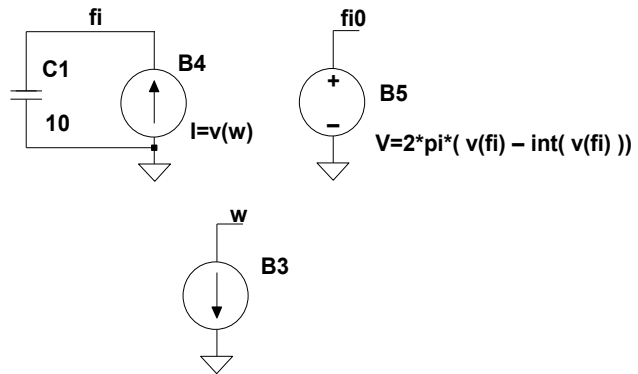 fi
C1
10
B4
I=v(w)
fi0
+
B5
–
V=2*pi*( v(fi) – int( v(fi) ))
w
B3